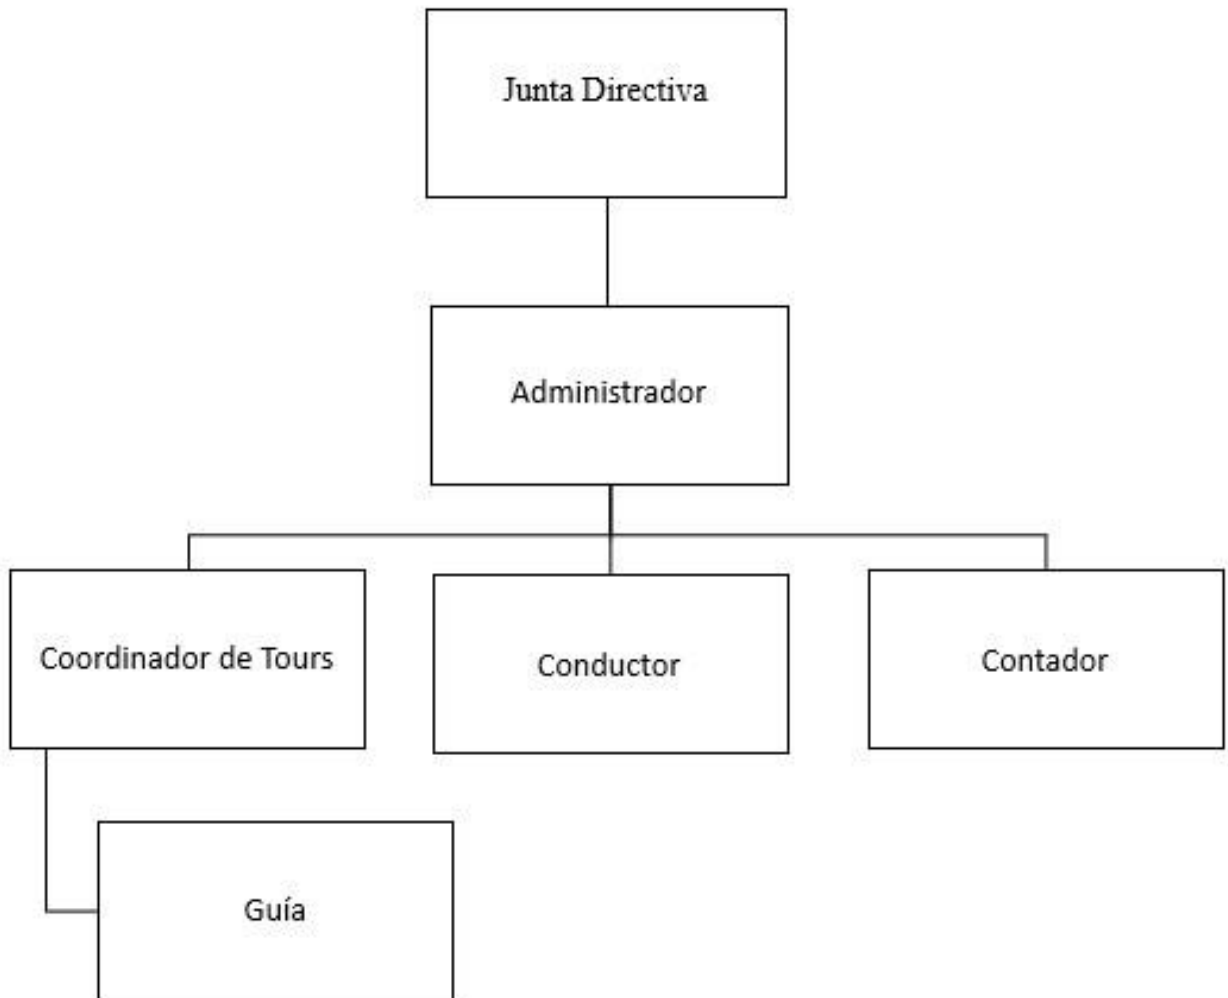 Junta Directiva
Administrador
Coordinador de Tours
Conductor
Contador
Guía